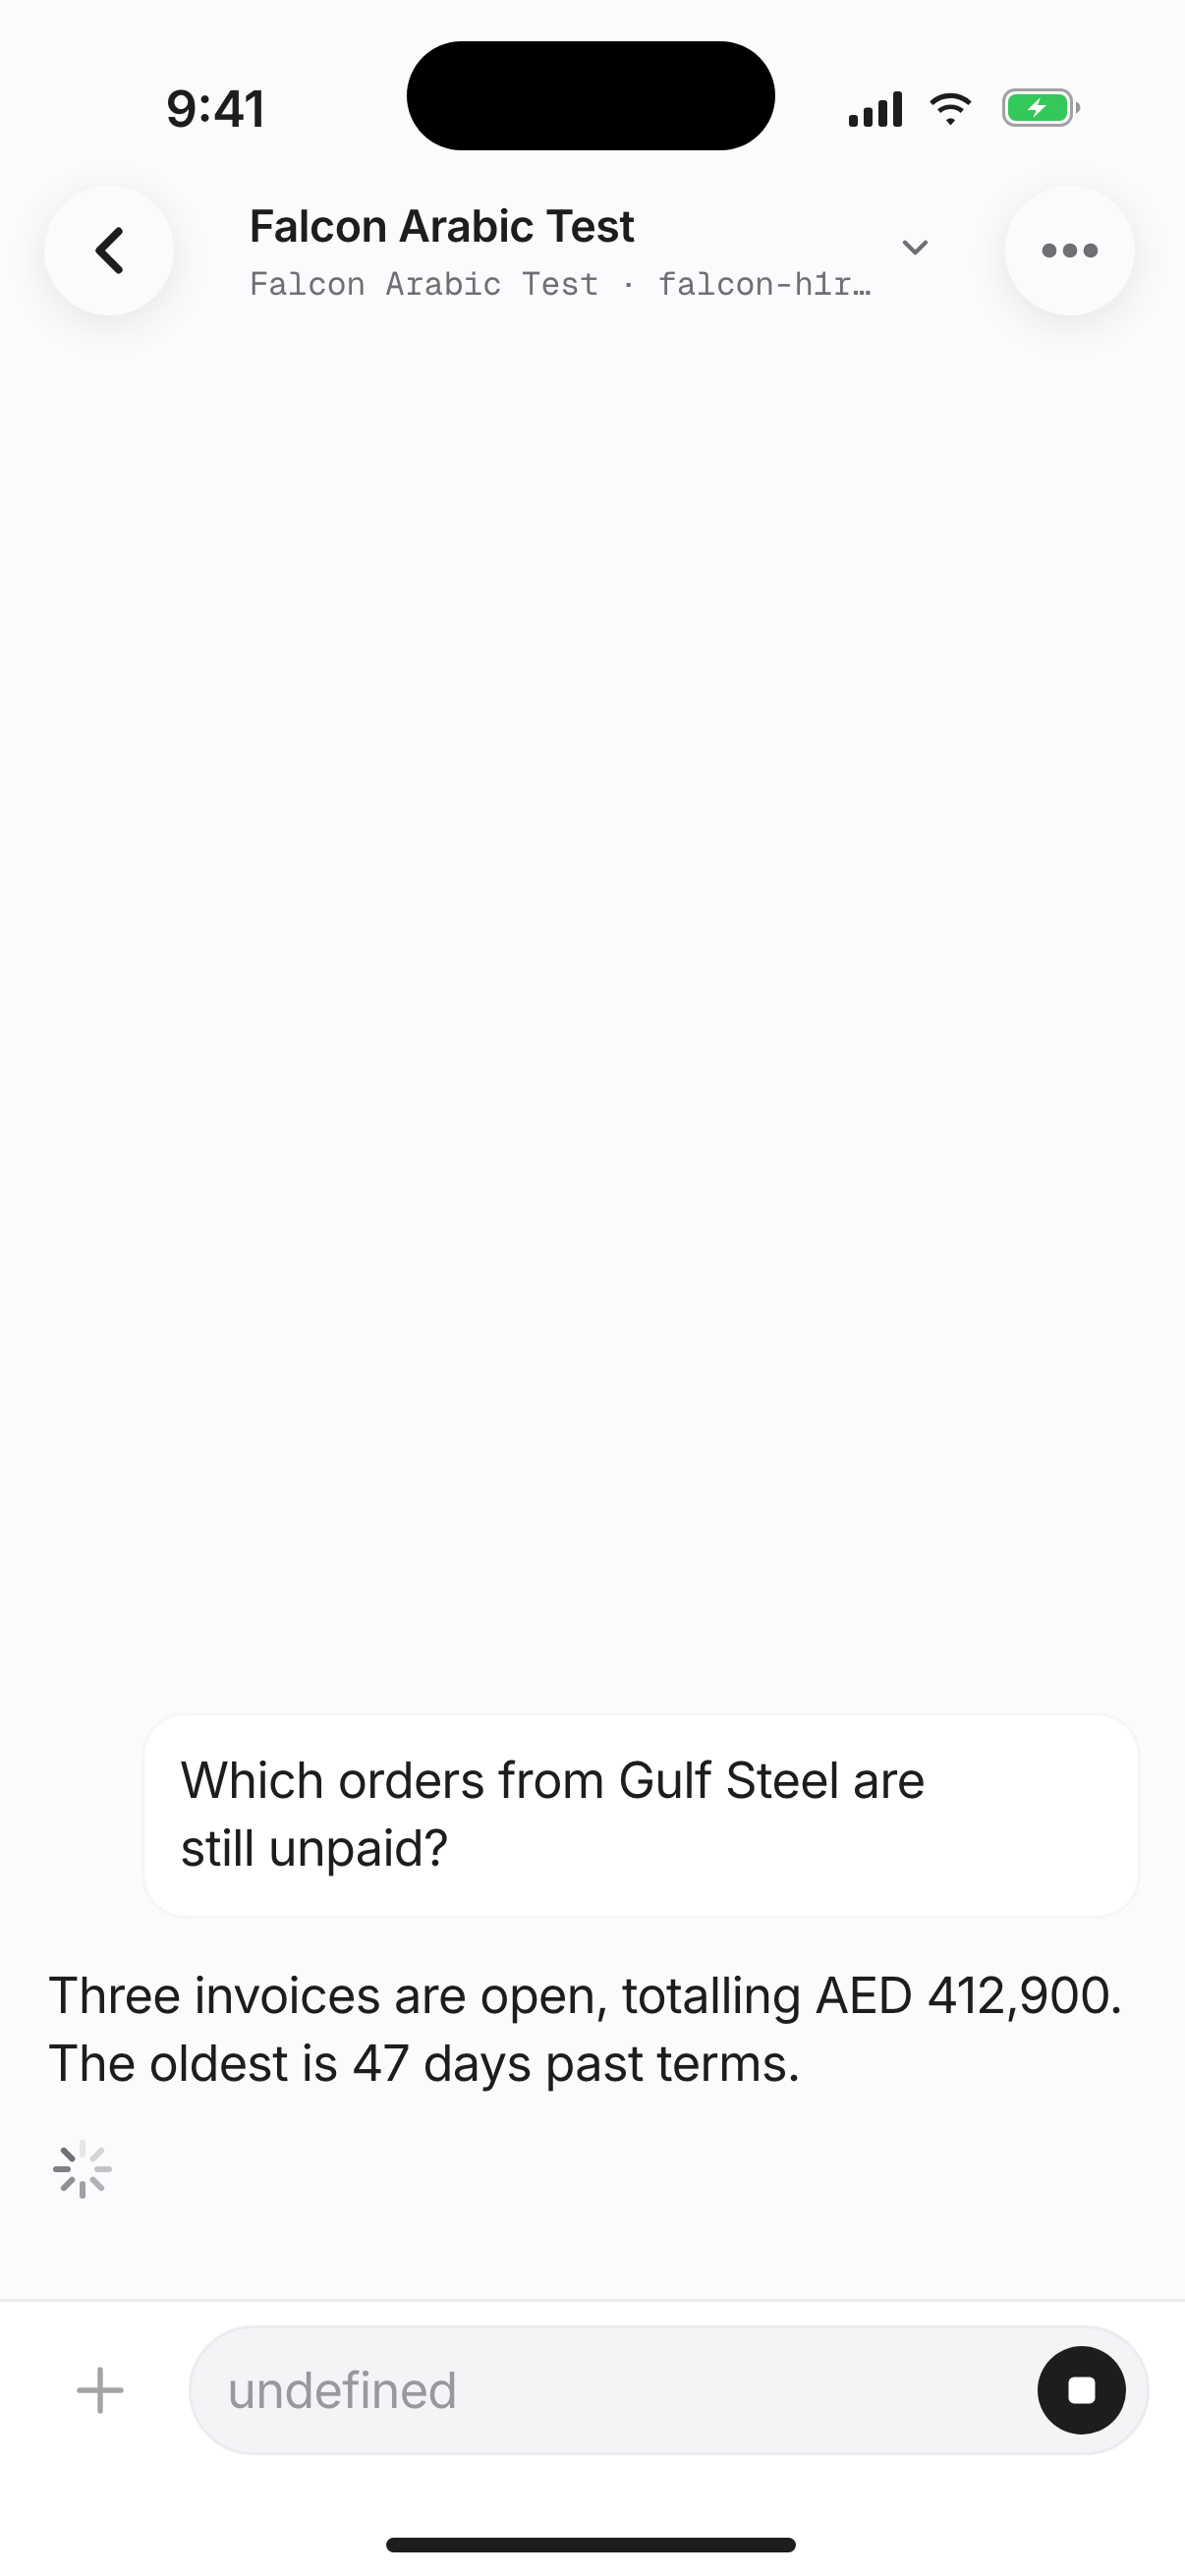 9:41
Falcon Arabic Test
Falcon Arabic Test · falcon-h1r…
Which orders from Gulf Steel are
still unpaid?
Three invoices are open, totalling AED 412,900.
The oldest is 47 days past terms.
undefined